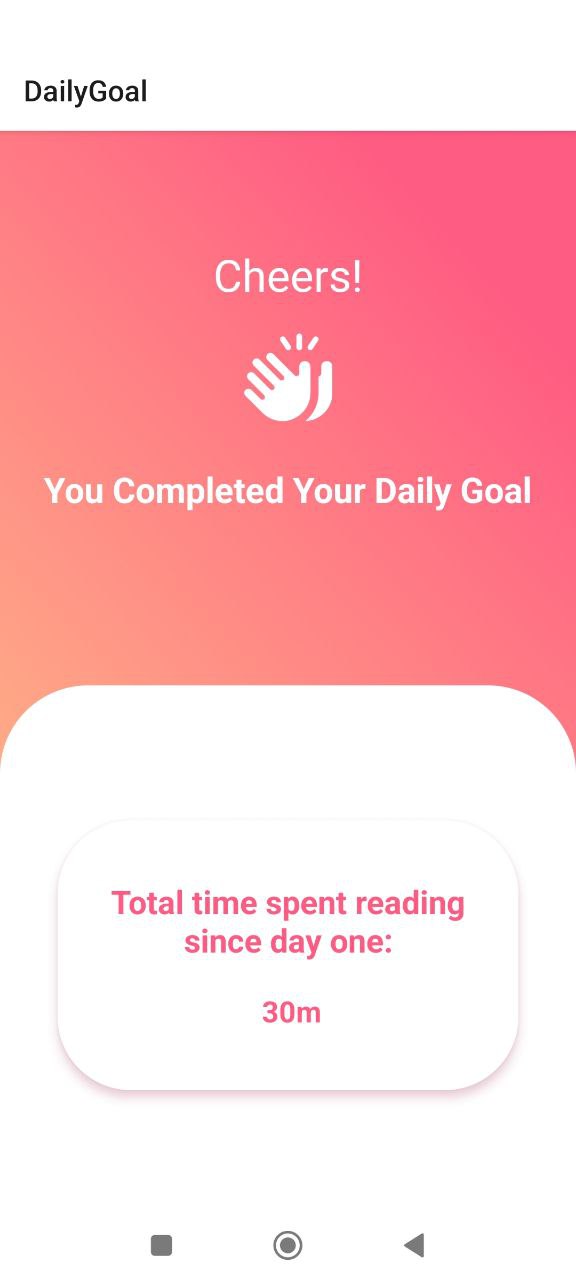 DailyGoal
Cheers!
You Completed Your Daily Goal
Total time spent reading
since day one:
30m